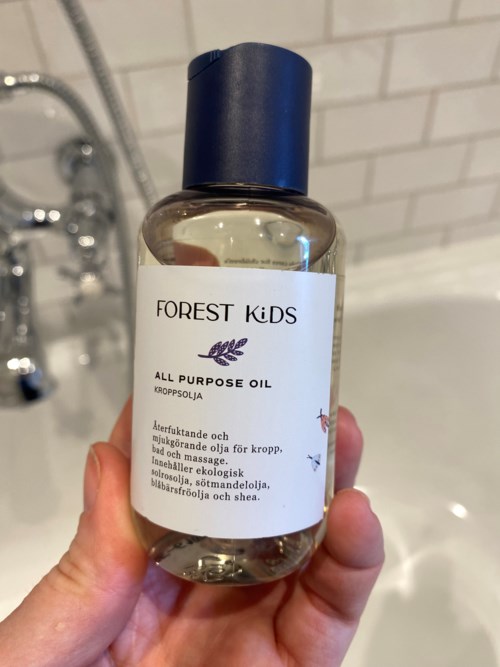 FOREST KiDS
ALL PURPOSE OIL
KROPPSOLJA
Återfuktande och
mjukgörande olja för kropp,
bad och massage.
Innehåller ekologisk
solrosolja, sötmandelolja,
blåbärsfröolja och shea.